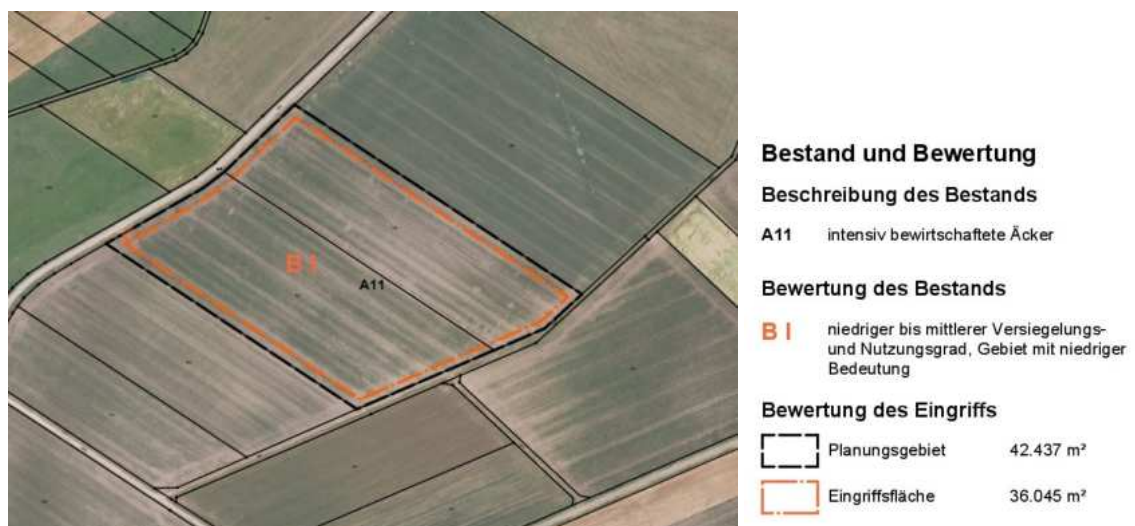 B I
A11
Bestand und Bewertung
Beschreibung des Bestands
A11 intensiv bewirtschaftete Äcker
Bewertung des Bestands
B I niedriger bis mittlerer Versiegelungs-
und Nutzungsgrad, Gebiet mit niedriger
Bedeutung
Bewertung des Eingriffs
Planungsgebiet 42.437 m²
Eingriffsfläche 36.045 m²